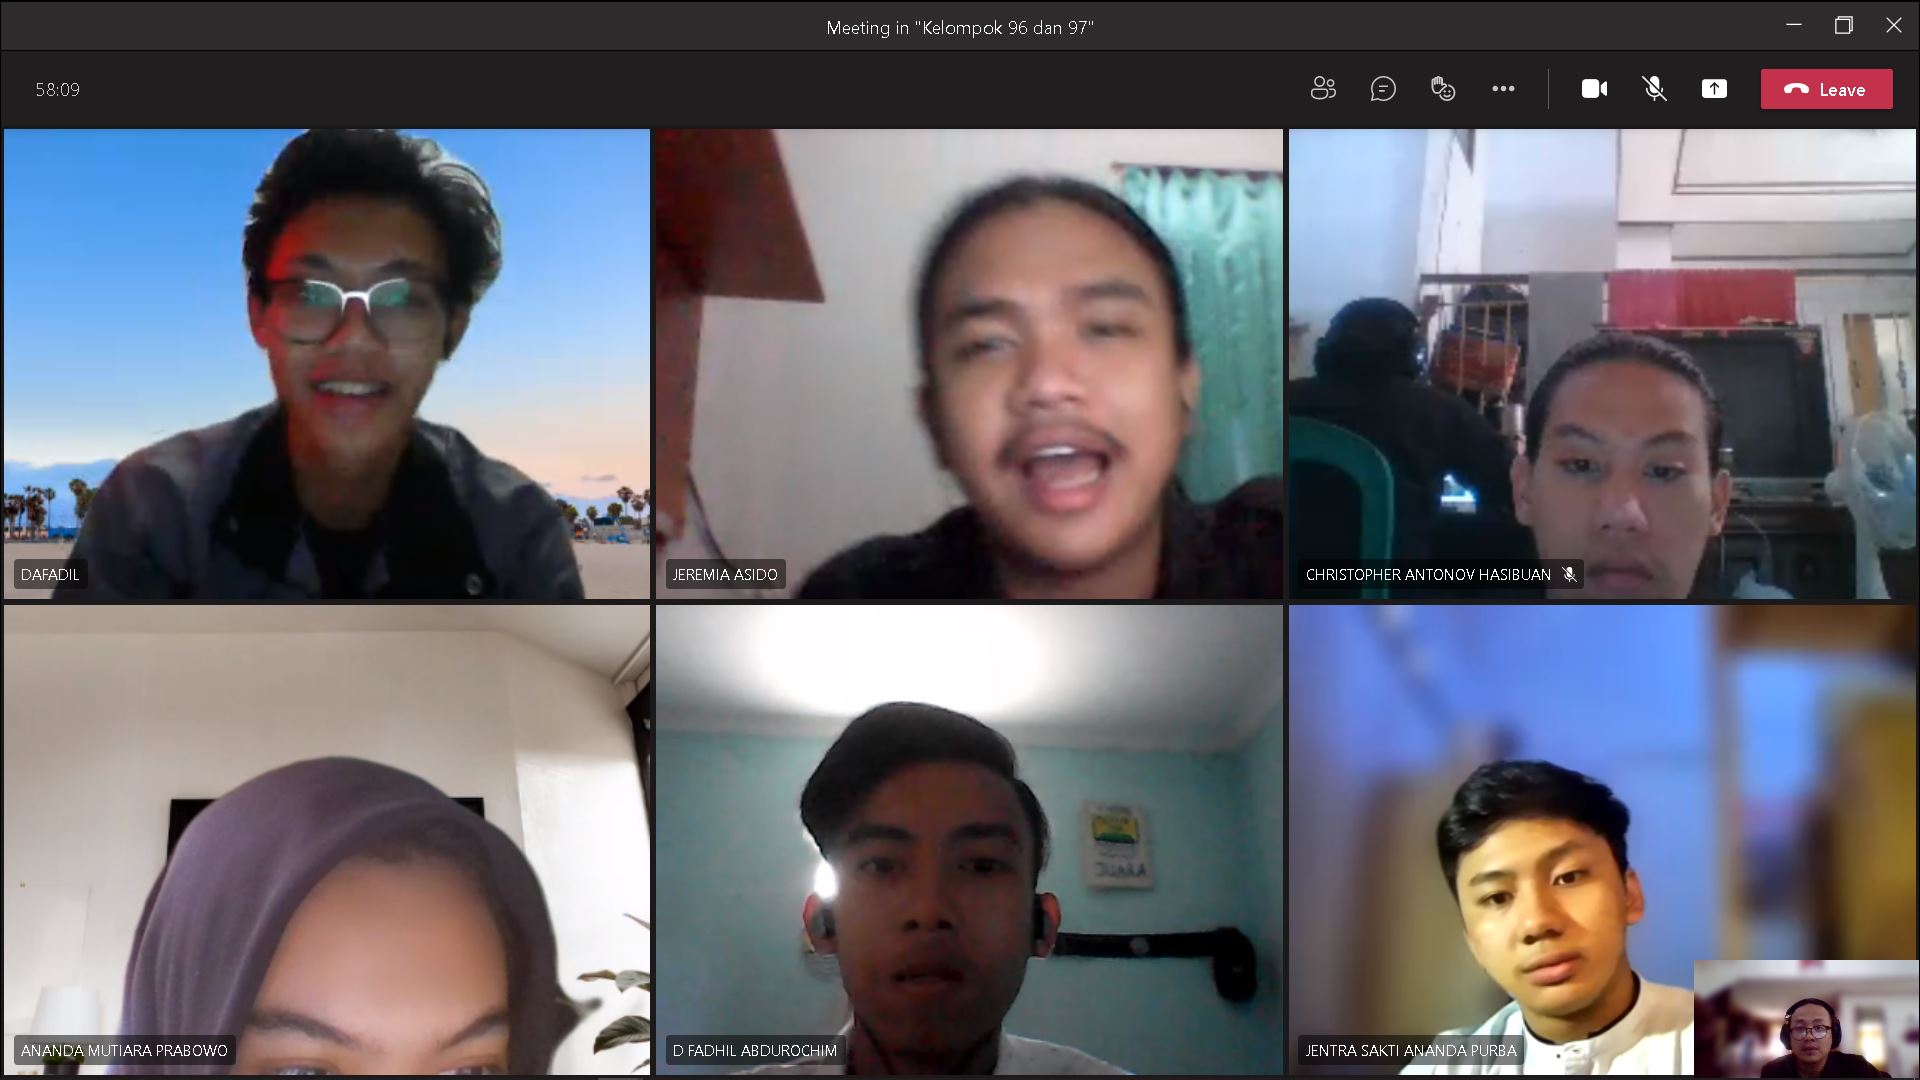 Meeting in "Kelompok 96 dan 97"
58:09
Leave
DAFADIL
JEREMIA ASIDO
CHRISTOPHER ANTONOV HASIBUAN
ANANDA MUTIARA PRABOWO
D FADHIL ABDUROCHIM
JENTRA SAKTI ANANDA PURBA